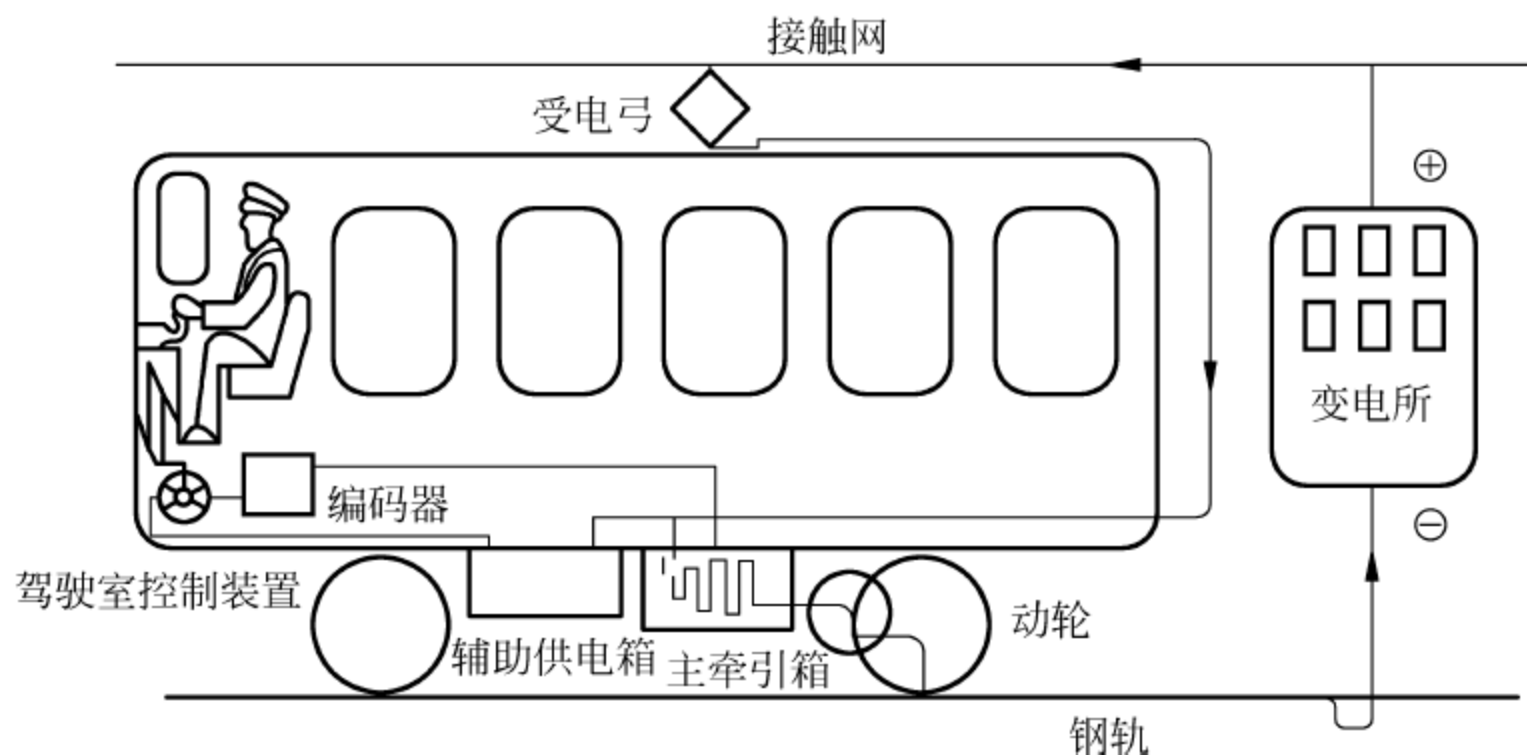 接触网
受电弓
⊕
变电所
编码器
⊖
驾驶室控制装置
动轮
辅助供电箱
主牵引箱
钢轨